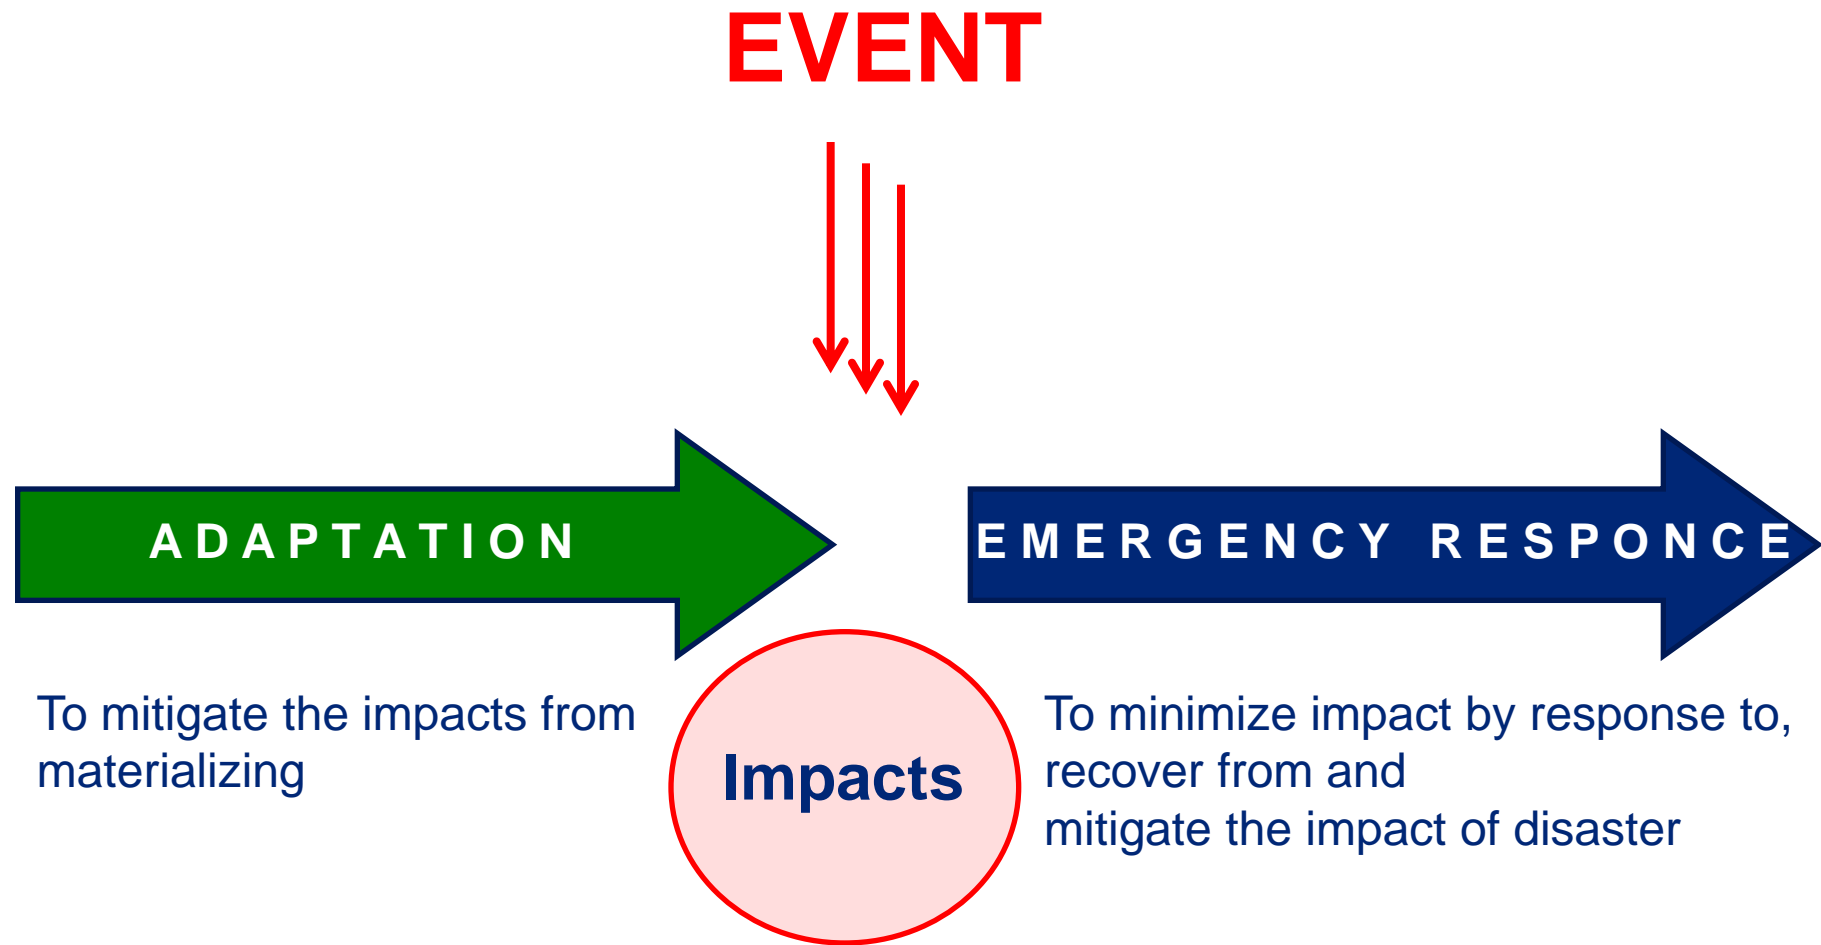 EVENT
ADAPTATION
EMERGENCY RESPONCE
To mitigate the impacts from
materializing
Impacts
To minimize impact by response to,
recover from and
mitigate the impact of disaster